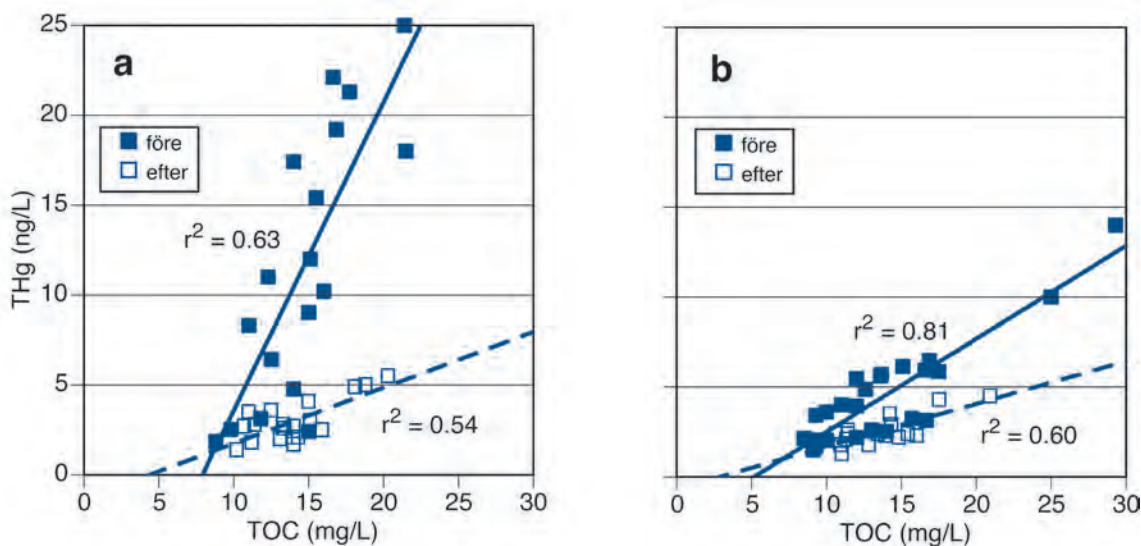 a
före
efter
r² = 0.63
r² = 0.54
THg (ng/L)
25
20
15
10
5
0
0 5 10 15 20 25 30
TOC (mg/L)
b
före
efter
r² = 0.81
r² = 0.60
0 5 10 15 20 25 30
TOC (mg/L)